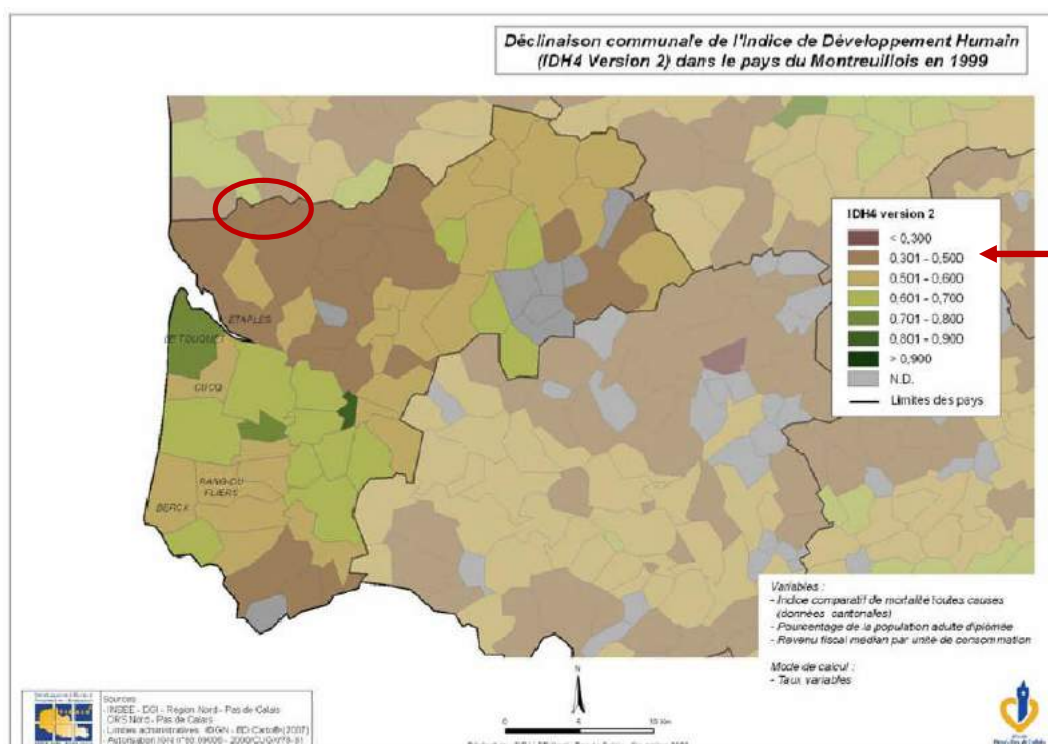 Déclinaison communale de l'Indice de Développement Humain
(IDH4 Version 2) dans le pays du Montreuillois en 1999
IDH4 version 2
< 0,300
0,301 - 0,500
0,501 - 0,600
0,601 - 0,700
0,701 - 0,800
0,801 - 0,900
> 0,900
N.D.
Limites des pays
ETAPLES
LE TOUQUET
CUCQ
RANG-DU
FLIERS
BERCK
Variables :
- Indice comparatif de mortalité toutes causes
(données cantonales)
- Pourcentage de la population adulte diplômée
- Revenu fiscal médian par unité de consommation
Mode de calcul :
- Taux variables
N
0
Sources
- INSEE - DGI - Région Nord - Pas de Calais
ORS Nord - Pas de Calais
- Limites administratives